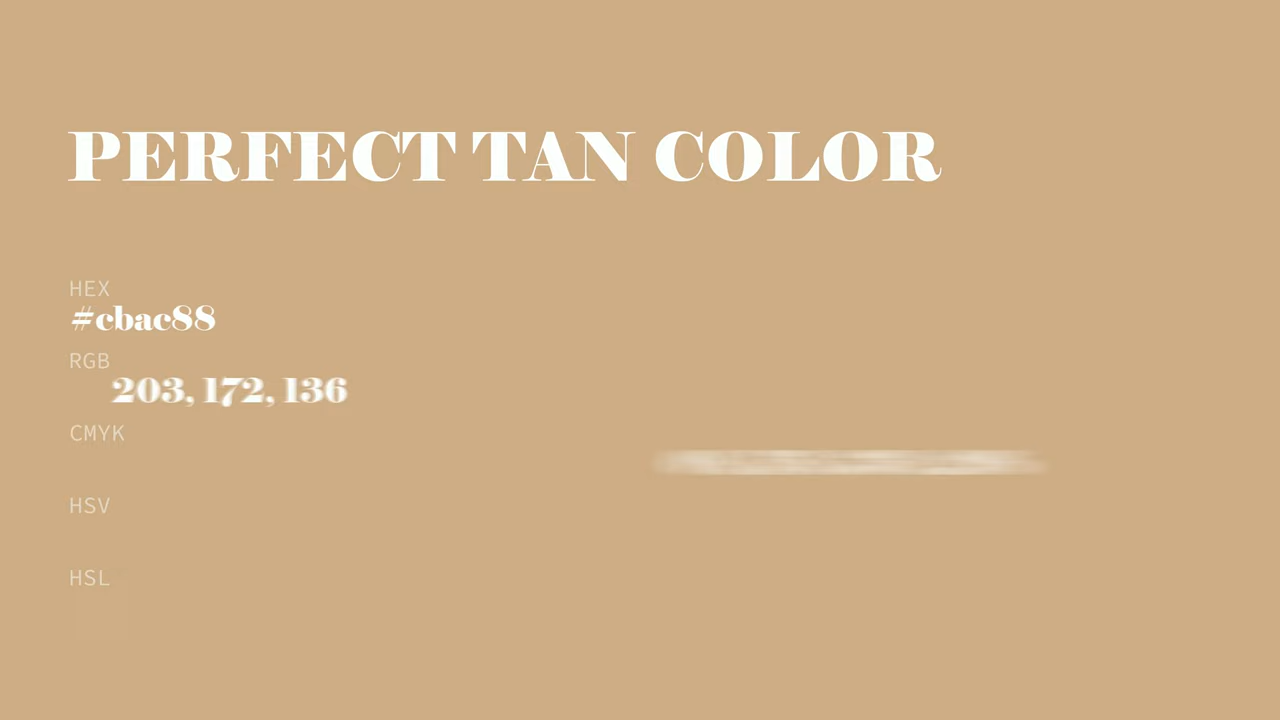 PERFECT TAN COLOR
HEX
#cbac88
RGB
203, 172, 136
CMYK
HSV
HSL